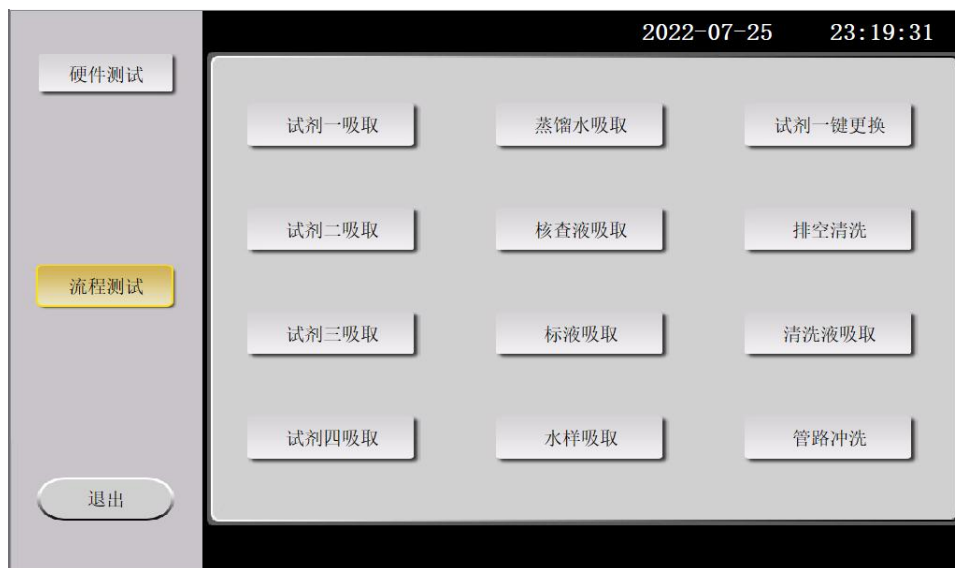 2022-07-25 23:19:31
硬件测试
流程测试
退出
试剂一吸取 蒸馏水吸取 试剂一键更换
试剂二吸取 核查液吸取 排空清洗
试剂三吸取 标液吸取 清洗液吸取
试剂四吸取 水样吸取 管路冲洗